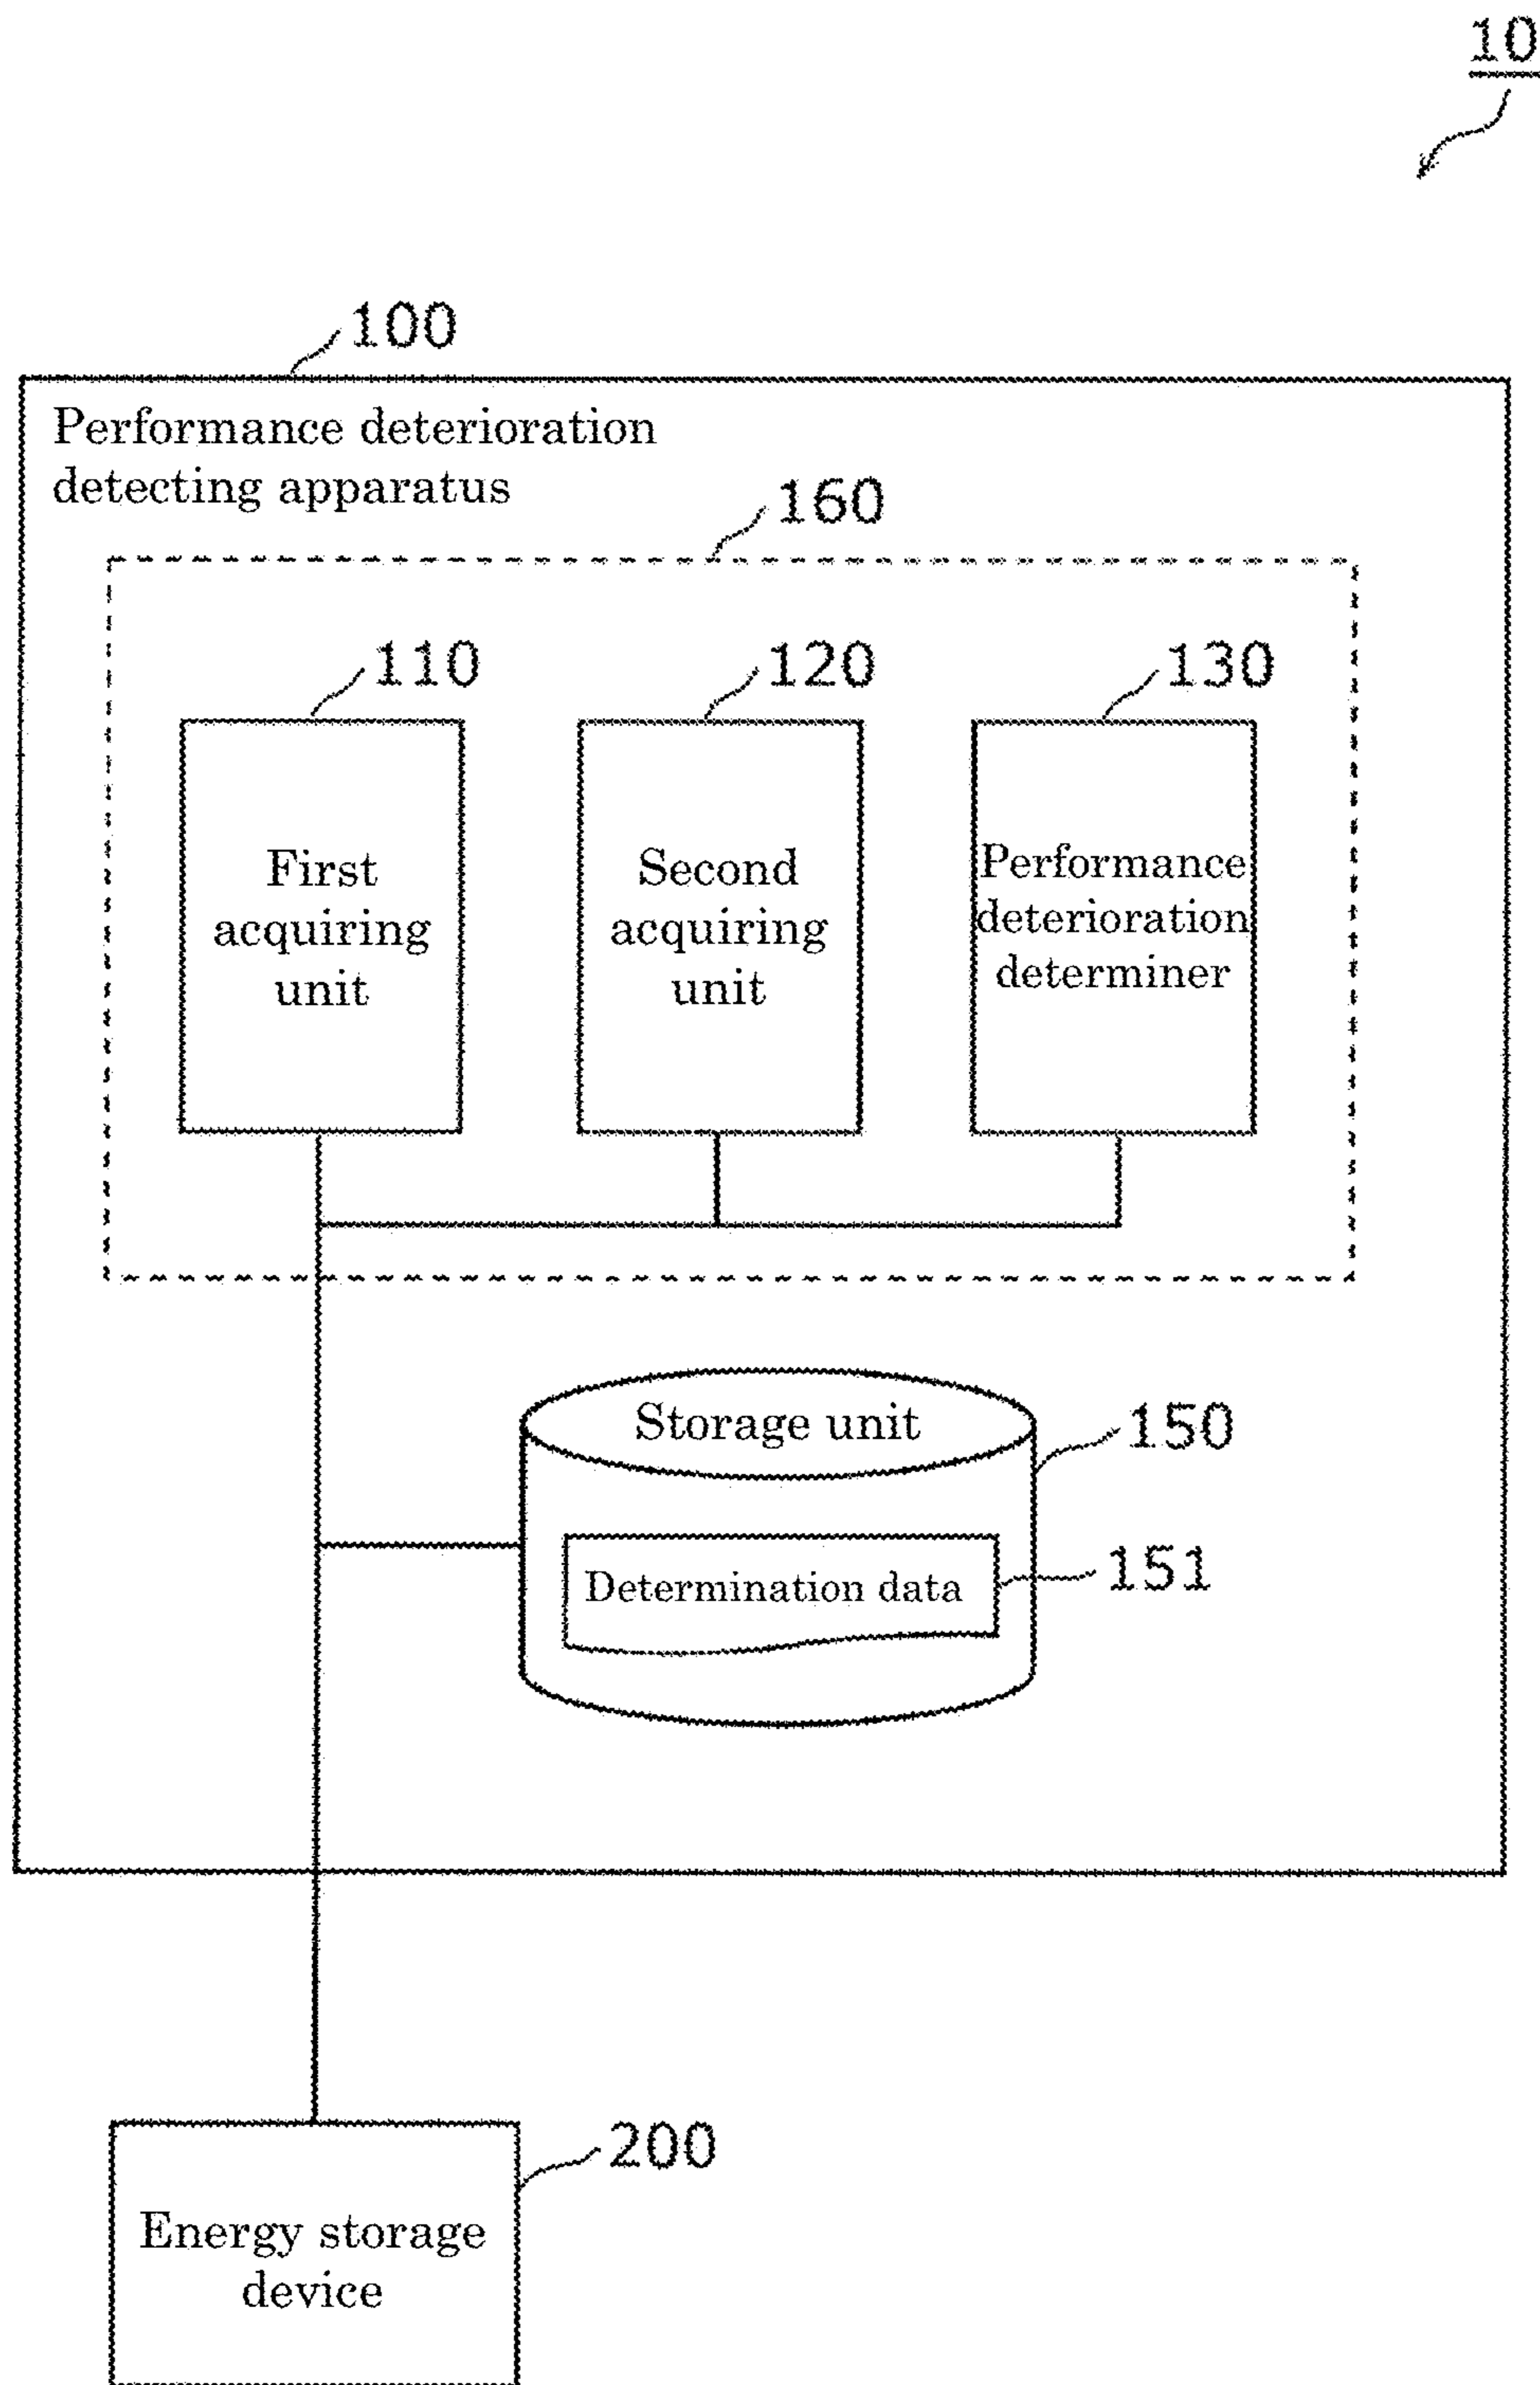 10
100
Performance deterioration
detecting apparatus
160
110
120
130
First
acquiring
unit
Second
acquiring
unit
Performance
deterioration
determiner
Storage unit
150
Determination data
151
200
Energy storage
device